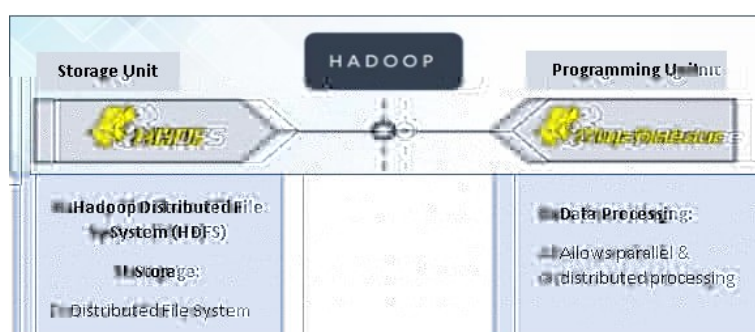 HADOOP
Storage Unit
Programming Unit
HDFS
Hadoop Distributed File
System (HDFS)
Storage:
Distributed File System
Data Processing:
Allows parallel &
distributed processing